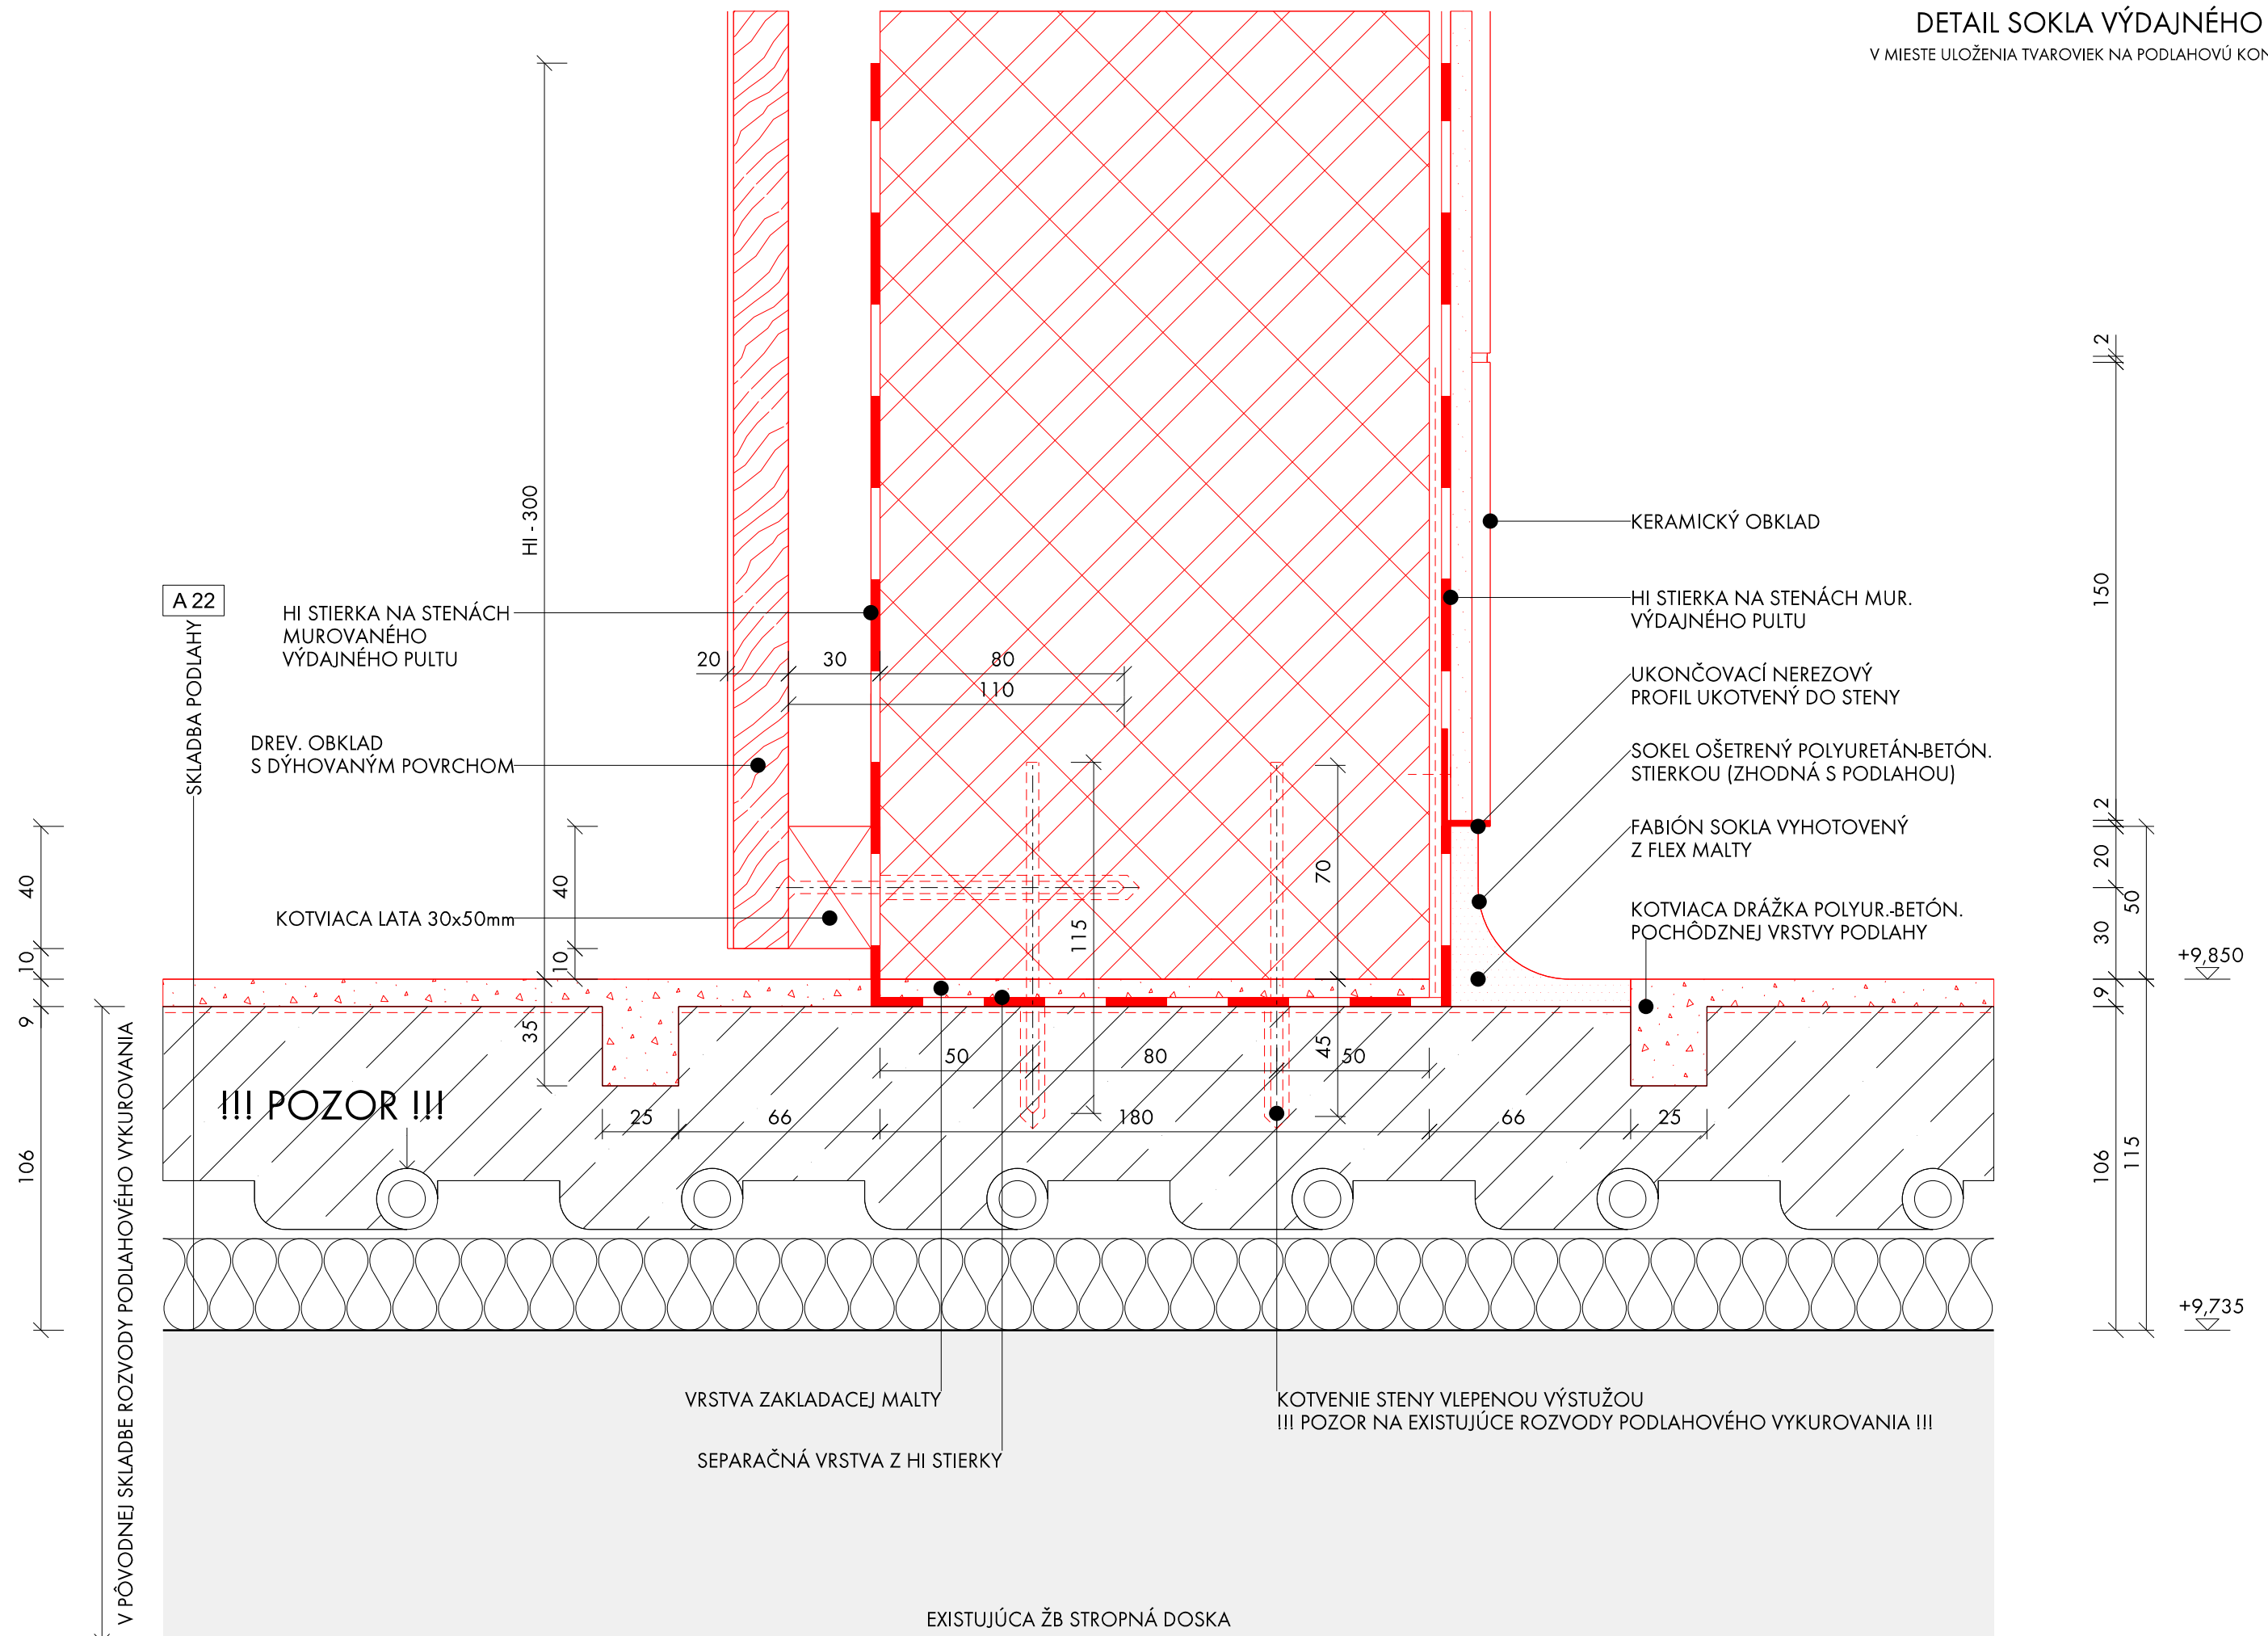 DETAIL SOKLA VÝDAJNÉHO
V MIESTE ULOŽENIA TVAROVIEK NA PODLAHOVÚ KON
HI - 300
A 22
SKLADBA PODLAHY
HI STIERKA NA STENÁCH
MUROVANÉHO
VÝDAJNÉHO PULTU
DREV. OBKLAD
S DÝHOVANÝM POVRCHOM
KOTVIACA LATA 30x50mm
20
30
80
110
KERAMICKÝ OBKLAD
HI STIERKA NA STENÁCH MUR.
VÝDAJNÉHO PULTU
UKONČOVACÍ NEREZOVÝ
PROFIL UKOTVENÝ DO STENY
SOKEL OŠETRENÝ POLYURETÁN-BETÓN.
STIERKOU (ZHODNÁ S PODLAHOU)
FABIÓN SOKLA VYHOTOVENÝ
Z FLEX MALTY
KOTVIACA DRÁŽKA POLYUR.-BETÓN.
POCHÔDZNEJ VRSTVY PODLAHY
2
150
2
20
30
50
9
106
115
+9,850
+9,735
40
10
9
106
40
10
35
115
70
45
50
80
50
25
66
180
66
25
!!! POZOR !!!
V PÔVODNEJ SKLADBE ROZVODY PODLAHOVÉHO VYKUROVANIA
VRSTVA ZAKLADACEJ MALTY
SEPARAČNÁ VRSTVA Z HI STIERKY
KOTVENIE STENY VLEPENOU VÝSTUŽOU
!!! POZOR NA EXISTUJÚCE ROZVODY PODLAHOVÉHO VYKUROVANIA !!!
EXISTUJÚCA ŽB STROPNÁ DOSKA